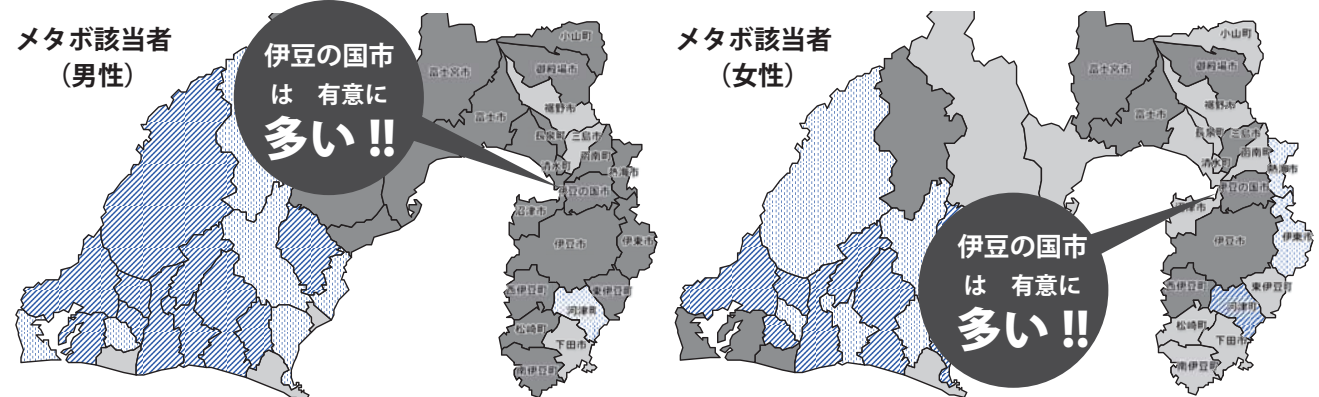 メタボ該当者
（男性）
伊豆の国市
は 有意に
多い !!
小山町
御殿場市
富士宮市
裾野市
富士市
長泉町
三島市
函南町
清水町
熱海市
伊豆の国市
沼津市
伊豆市
伊東市
西伊豆町
東伊豆町
河津町
松崎町
下田市
南伊豆町
メタボ該当者
（女性）
小山町
御殿場市
富士宮市
裾野市
富士市
長泉町
三島市
函南町
清水町
熱海市
伊豆の国市
伊豆市
伊東市
西伊豆町
東伊豆町
河津町
松崎町
下田市
南伊豆町
伊豆の国市
は 有意に
多い !!